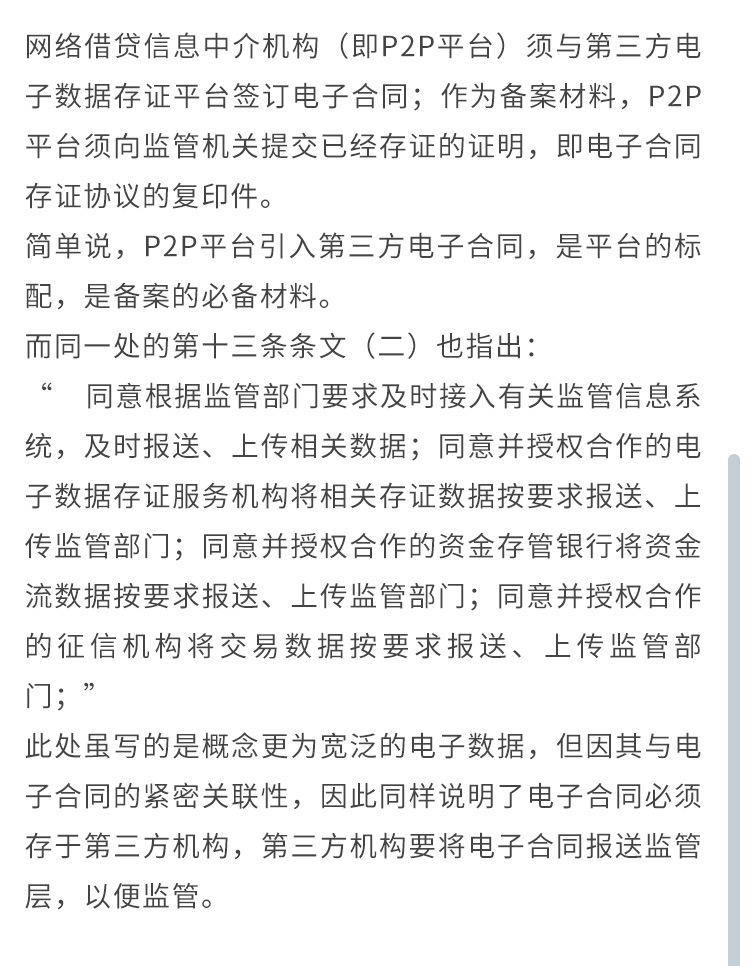 网络借贷信息中介机构（即P2P平台）须与第三方电
子数据存证平台签订电子合同；作为备案材料，P2P
平台须向监管机关提交已经存证的证明，即电子合同
存证协议的复印件。
简单说，P2P平台引入第三方电子合同，是平台的标
配，是备案的必备材料。
而同一处的第十三条条文（二）也指出：
“　同意根据监管部门要求及时接入有关监管信息系
统，及时报送、上传相关数据；同意并授权合作的电
子数据存证服务机构将相关存证数据按要求报送、上
传监管部门；同意并授权合作的资金存管银行将资金
流数据按要求报送、上传监管部门；同意并授权合作
的征信机构将交易数据按要求报送、上传监管部
门；”
此处虽写的是概念更为宽泛的电子数据，但因其与电
子合同的紧密关联性，因此同样说明了电子合同必须
存于第三方机构，第三方机构要将电子合同报送监管
层，以便监管。